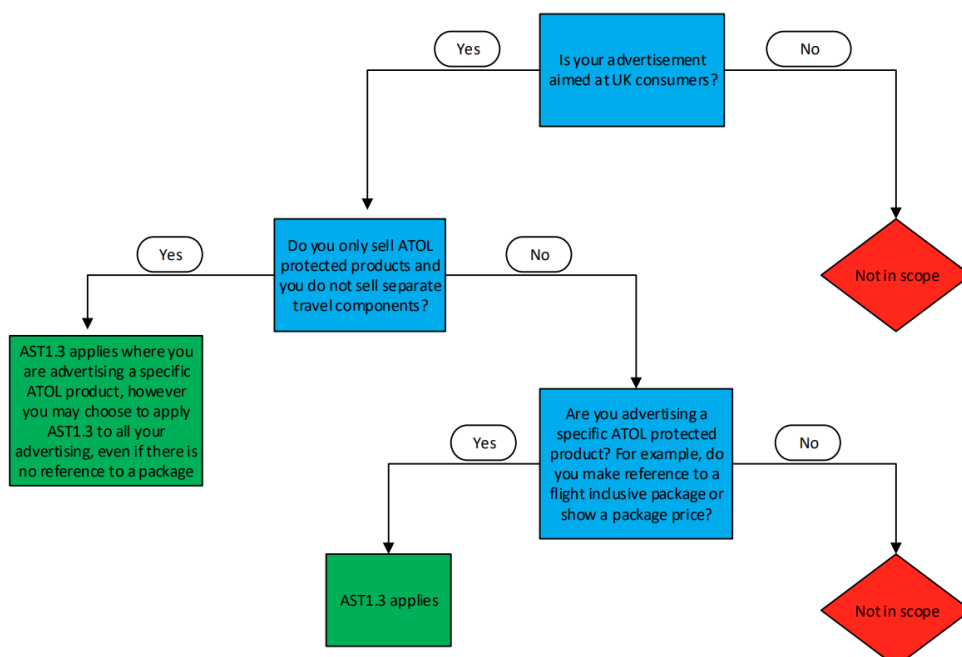 Yes
Is your advertisement
aimed at UK consumers?
No
Yes
Do you only sell ATOL
protected products and
you do not sell separate
travel components?
No
Not in scope
AST1.3 applies where you
are advertising a specific
ATOL product, however
you may choose to apply
AST1.3 to all your
advertising, even if there is
no reference to a package
Yes
Are you advertising a
specific ATOL protected
product? For example, do
you make reference to a
flight inclusive package or
show a package price?
No
AST1.3 applies
Not in scope